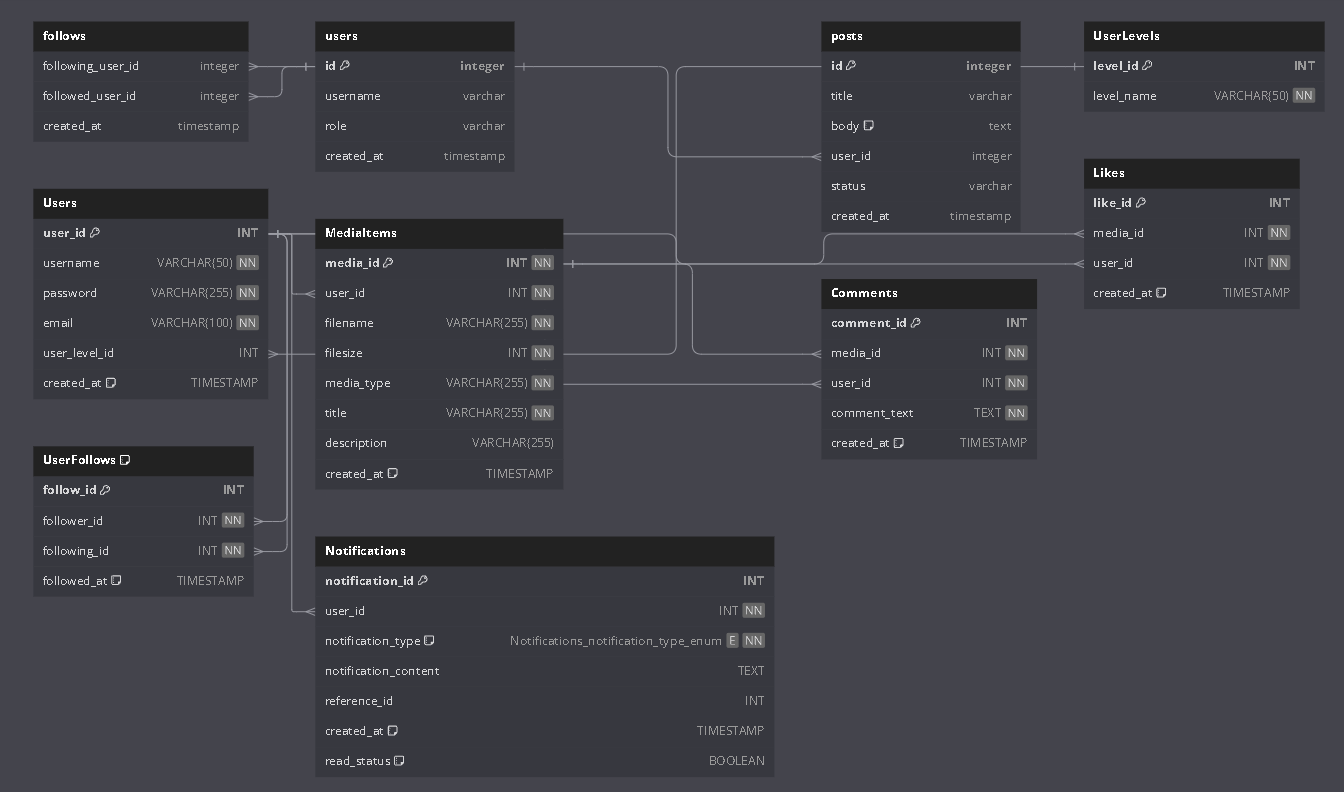 follows
following_user_id integer
followed_user_id integer
created_at timestamp
users
id integer
username varchar
role varchar
created_at timestamp
posts
id integer
title varchar
body text
user_id integer
status varchar
created_at timestamp
UserLevels
level_id INT
level_name VARCHAR(50) NN
Users
user_id INT
username VARCHAR(50) NN
password VARCHAR(255) NN
email VARCHAR(100) NN
user_level_id INT
created_at TIMESTAMP
MediaItems
media_id INT NN
user_id INT NN
filename VARCHAR(255) NN
filesize INT NN
media_type VARCHAR(255) NN
title VARCHAR(255) NN
description VARCHAR(255)
created_at TIMESTAMP
Likes
like_id INT
media_id INT NN
user_id INT NN
created_at TIMESTAMP
Comments
comment_id INT
media_id INT NN
user_id INT NN
comment_text TEXT NN
created_at TIMESTAMP
UserFollows
follow_id INT
follower_id INT NN
following_id INT NN
followed_at TIMESTAMP
Notifications
notification_id INT
user_id INT NN
notification_type Notifications_notification_type_enum E NN
notification_content TEXT
reference_id INT
created_at TIMESTAMP
read_status BOOLEAN